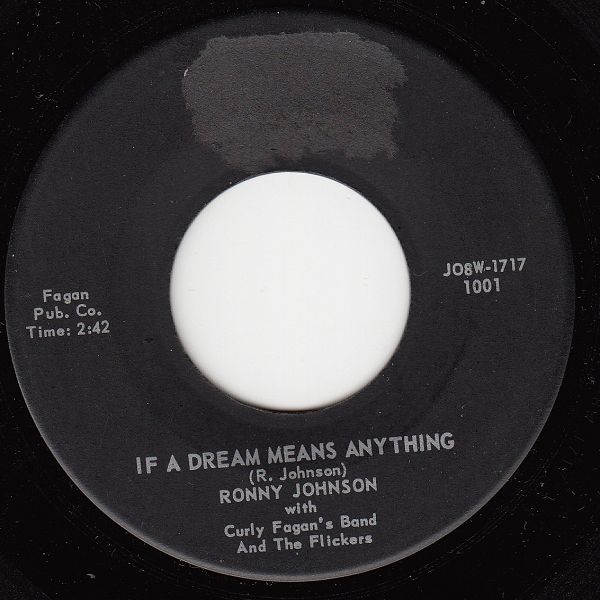 Fagan
Pub. Co.
Time: 2:42
JO8W-1717
1001
IF A DREAM MEANS ANYTHING
(R. Johnson)
RONNY JOHNSON
with
Curly Fagan's Band
And The Flickers